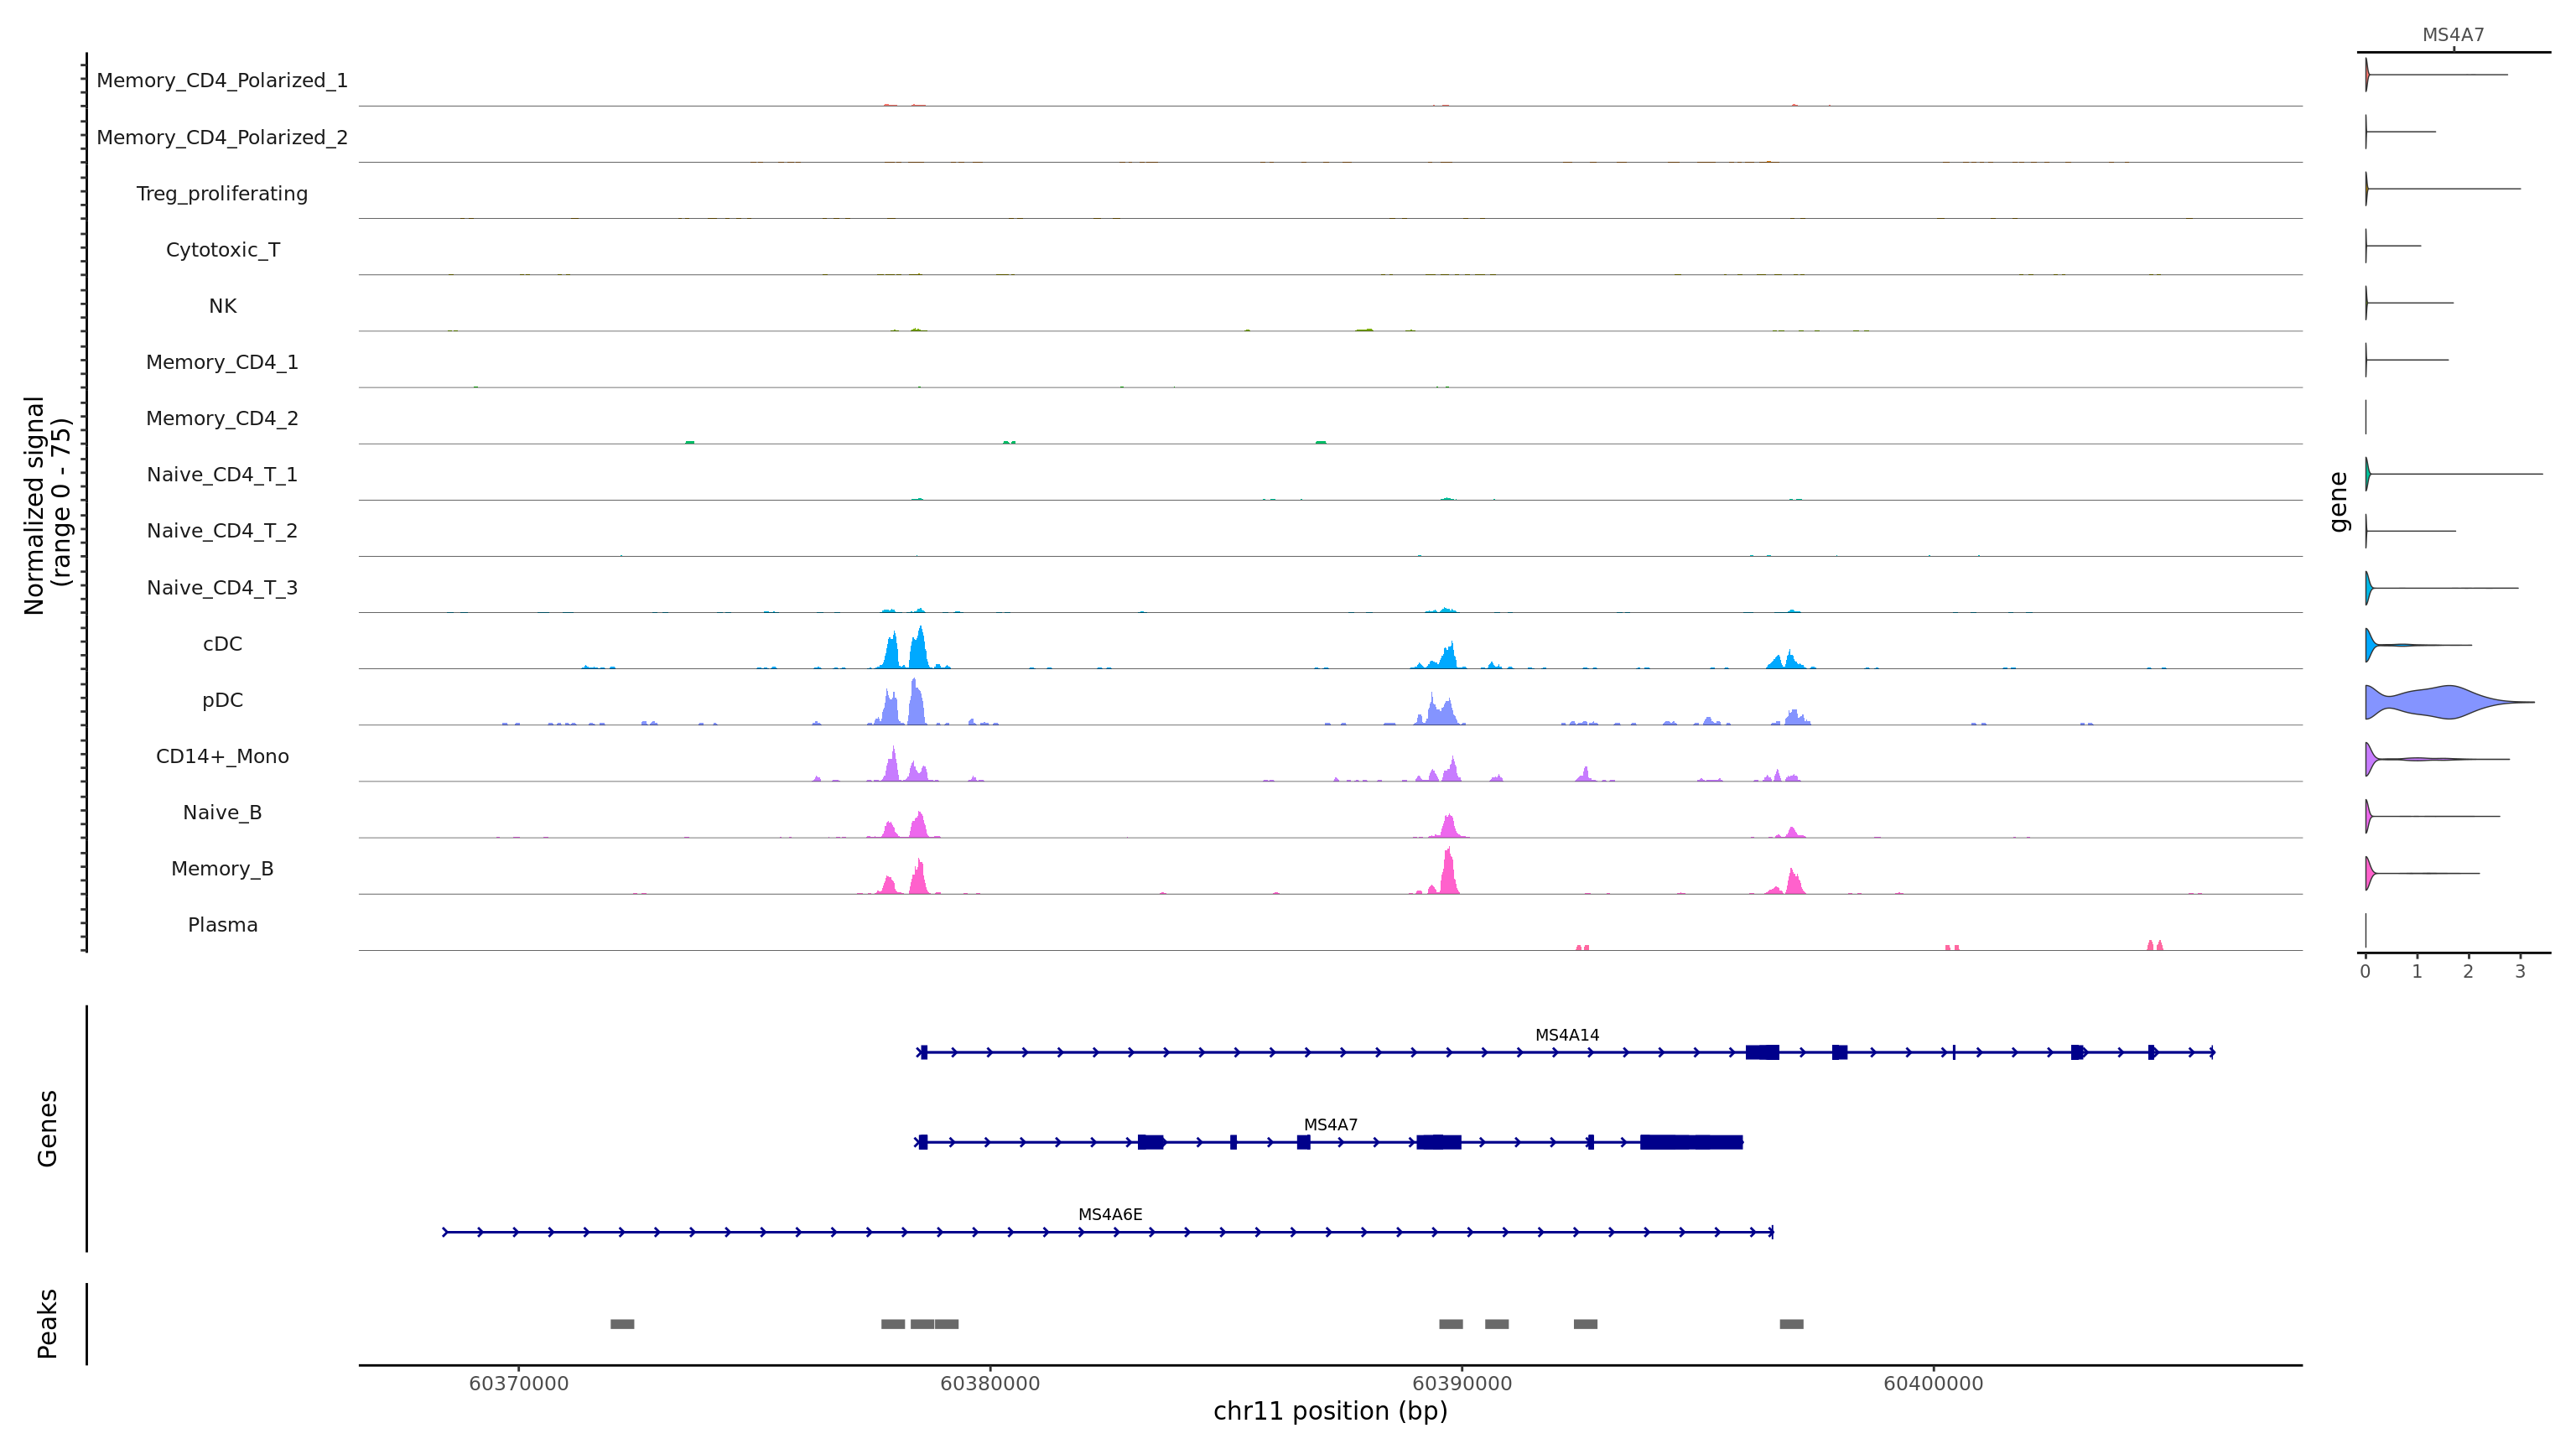 MS4A7
Memory_CD4_Polarized_1
Memory_CD4_Polarized_2
Treg_proliferating
Cytotoxic_T
NK
Memory_CD4_1
Memory_CD4_2
Naive_CD4_T_1
Naive_CD4_T_2
Naive_CD4_T_3
cDC
pDC
CD14+_Mono
Naive_B
Memory_B
Plasma
Normalized signal
(range 0 - 75)
gene
0 1 2 3
MS4A14
MS4A7
MS4A6E
Genes
Peaks
60370000 60380000 60390000 60400000
chr11 position (bp)